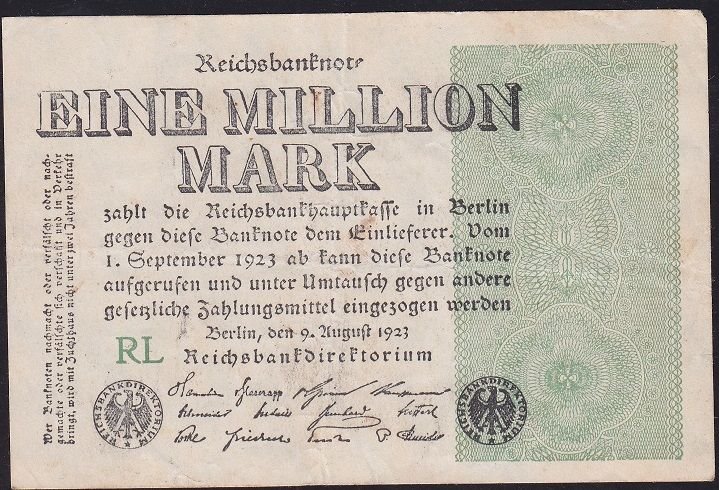 Reichsbanknote
EINE MILLION
MARK
zahlt die Reichsbankhauptkasse in Berlin
gegen diese Banknote dem Einlieferer. Vom
1. September 1923 ab kann diese Banknote
aufgerufen und unter Umtausch gegen andere
gesetzliche Zahlungsmittel eingezogen werden
Berlin, den 9. August 1923
RL Reichsbankdirektorium
Wer Banknoten nachmacht oder verfälscht oder nach-
gemachte oder verfälschte sich verschafft und in Verkehr
bringt, wird mit Zuchthaus nicht unter zwei Jahren bestraft
REICHSBANKDIREKTORIUM
REICHSBANKDIREKTORIUM